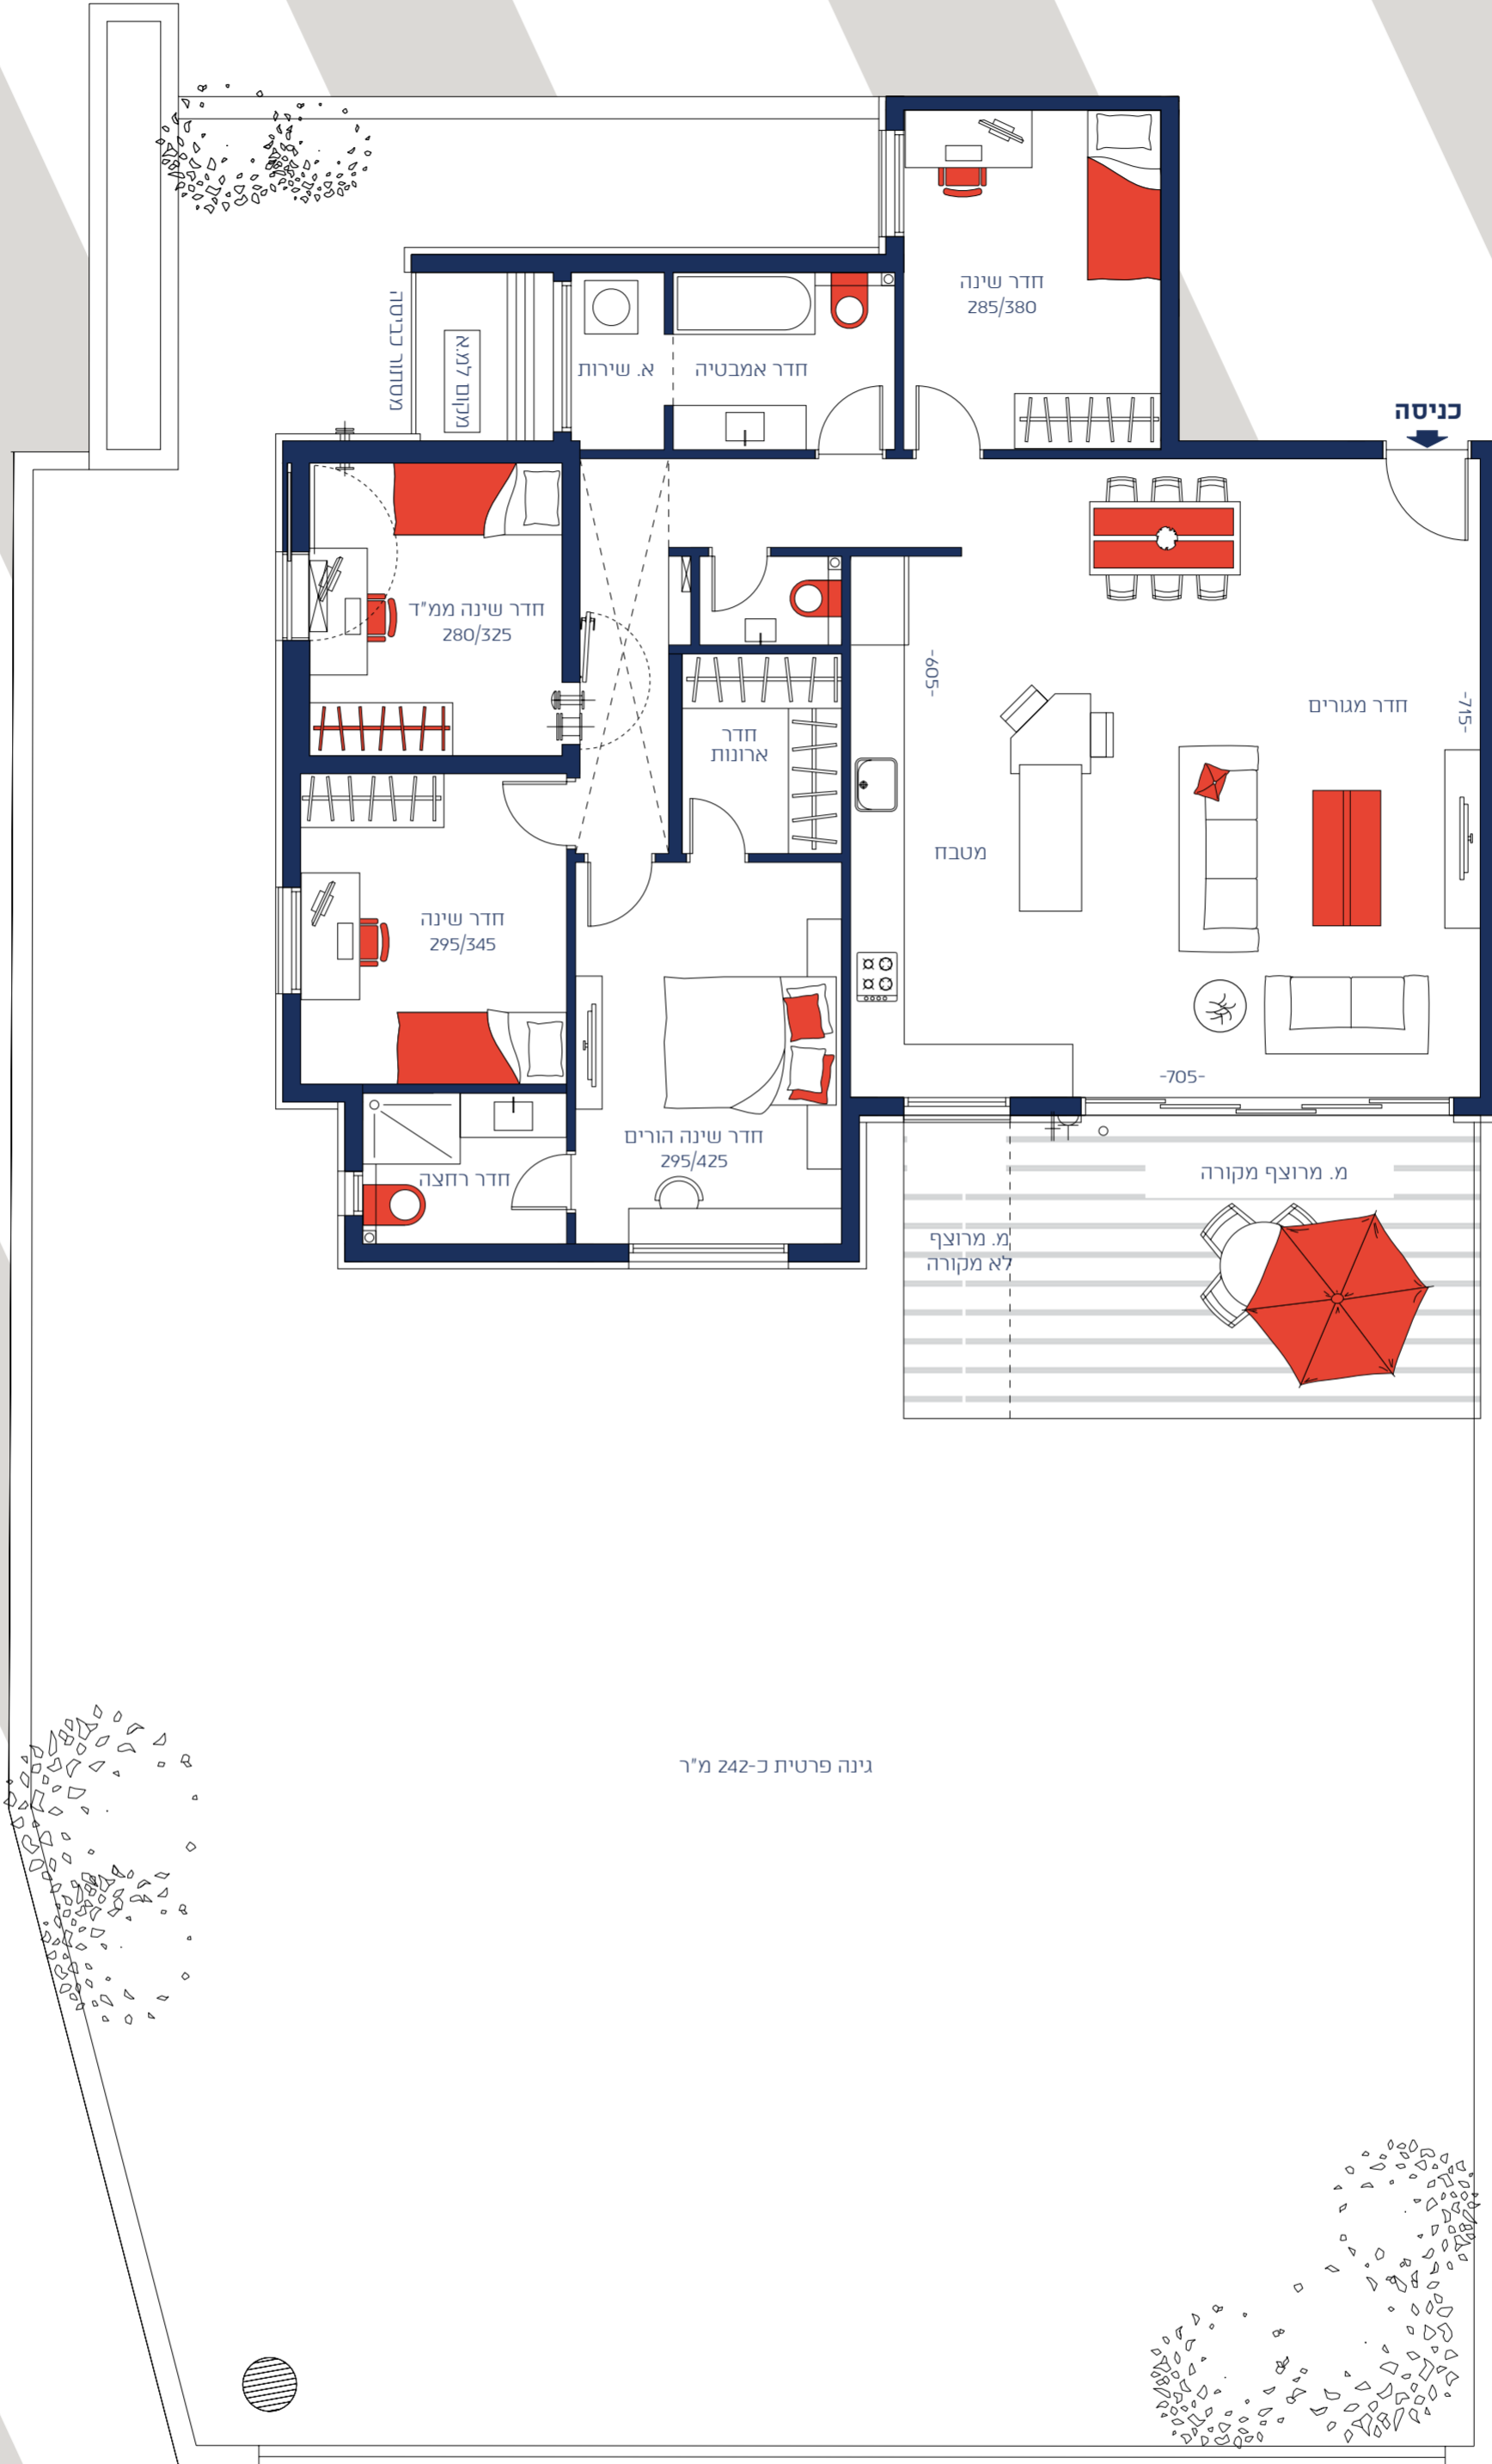 חדר שינה
285/380
כניסה
מסתור כביסה
מקום למ.א
א. שירות
חדר אמבטיה
חדר שינה ממ"ד
280/325
-605-
חדר מגורים
-715-
חדר
ארונות
מטבח
חדר שינה
295/345
-705-
חדר שינה הורים
295/425
חדר רחצה
מ. מרוצף מקורה
מ. מרוצף
לא מקורה
גינה פרטית כ-242 מ"ר